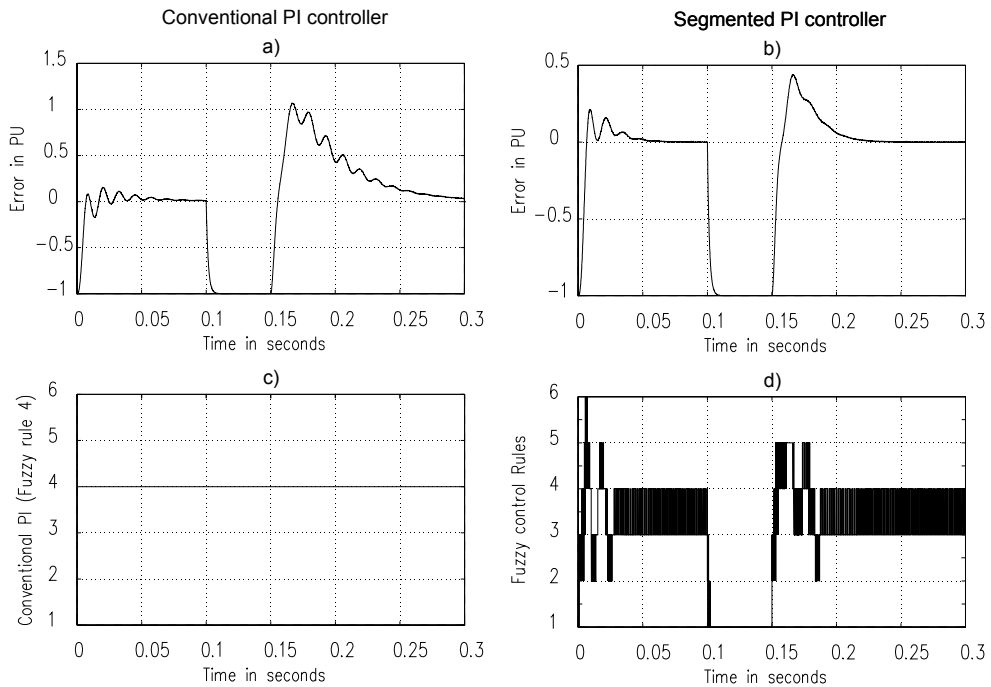 Conventional PI controller
Segmented PI controller
a)
b)
Error in PU
1.5
1
0.5
0
-0.5
-1
0 0.05 0.1 0.15 0.2 0.25 0.3
Time in seconds
Error in PU
0.5
0
-0.5
-1
0 0.05 0.1 0.15 0.2 0.25 0.3
Time in seconds
c)
d)
Conventional PI (Fuzzy rule 4)
6
5
4
3
2
1
0 0.05 0.1 0.15 0.2 0.25 0.3
Time in seconds
Fuzzy control Rules
6
5
4
3
2
1
0 0.05 0.1 0.15 0.2 0.25 0.3
Time in seconds